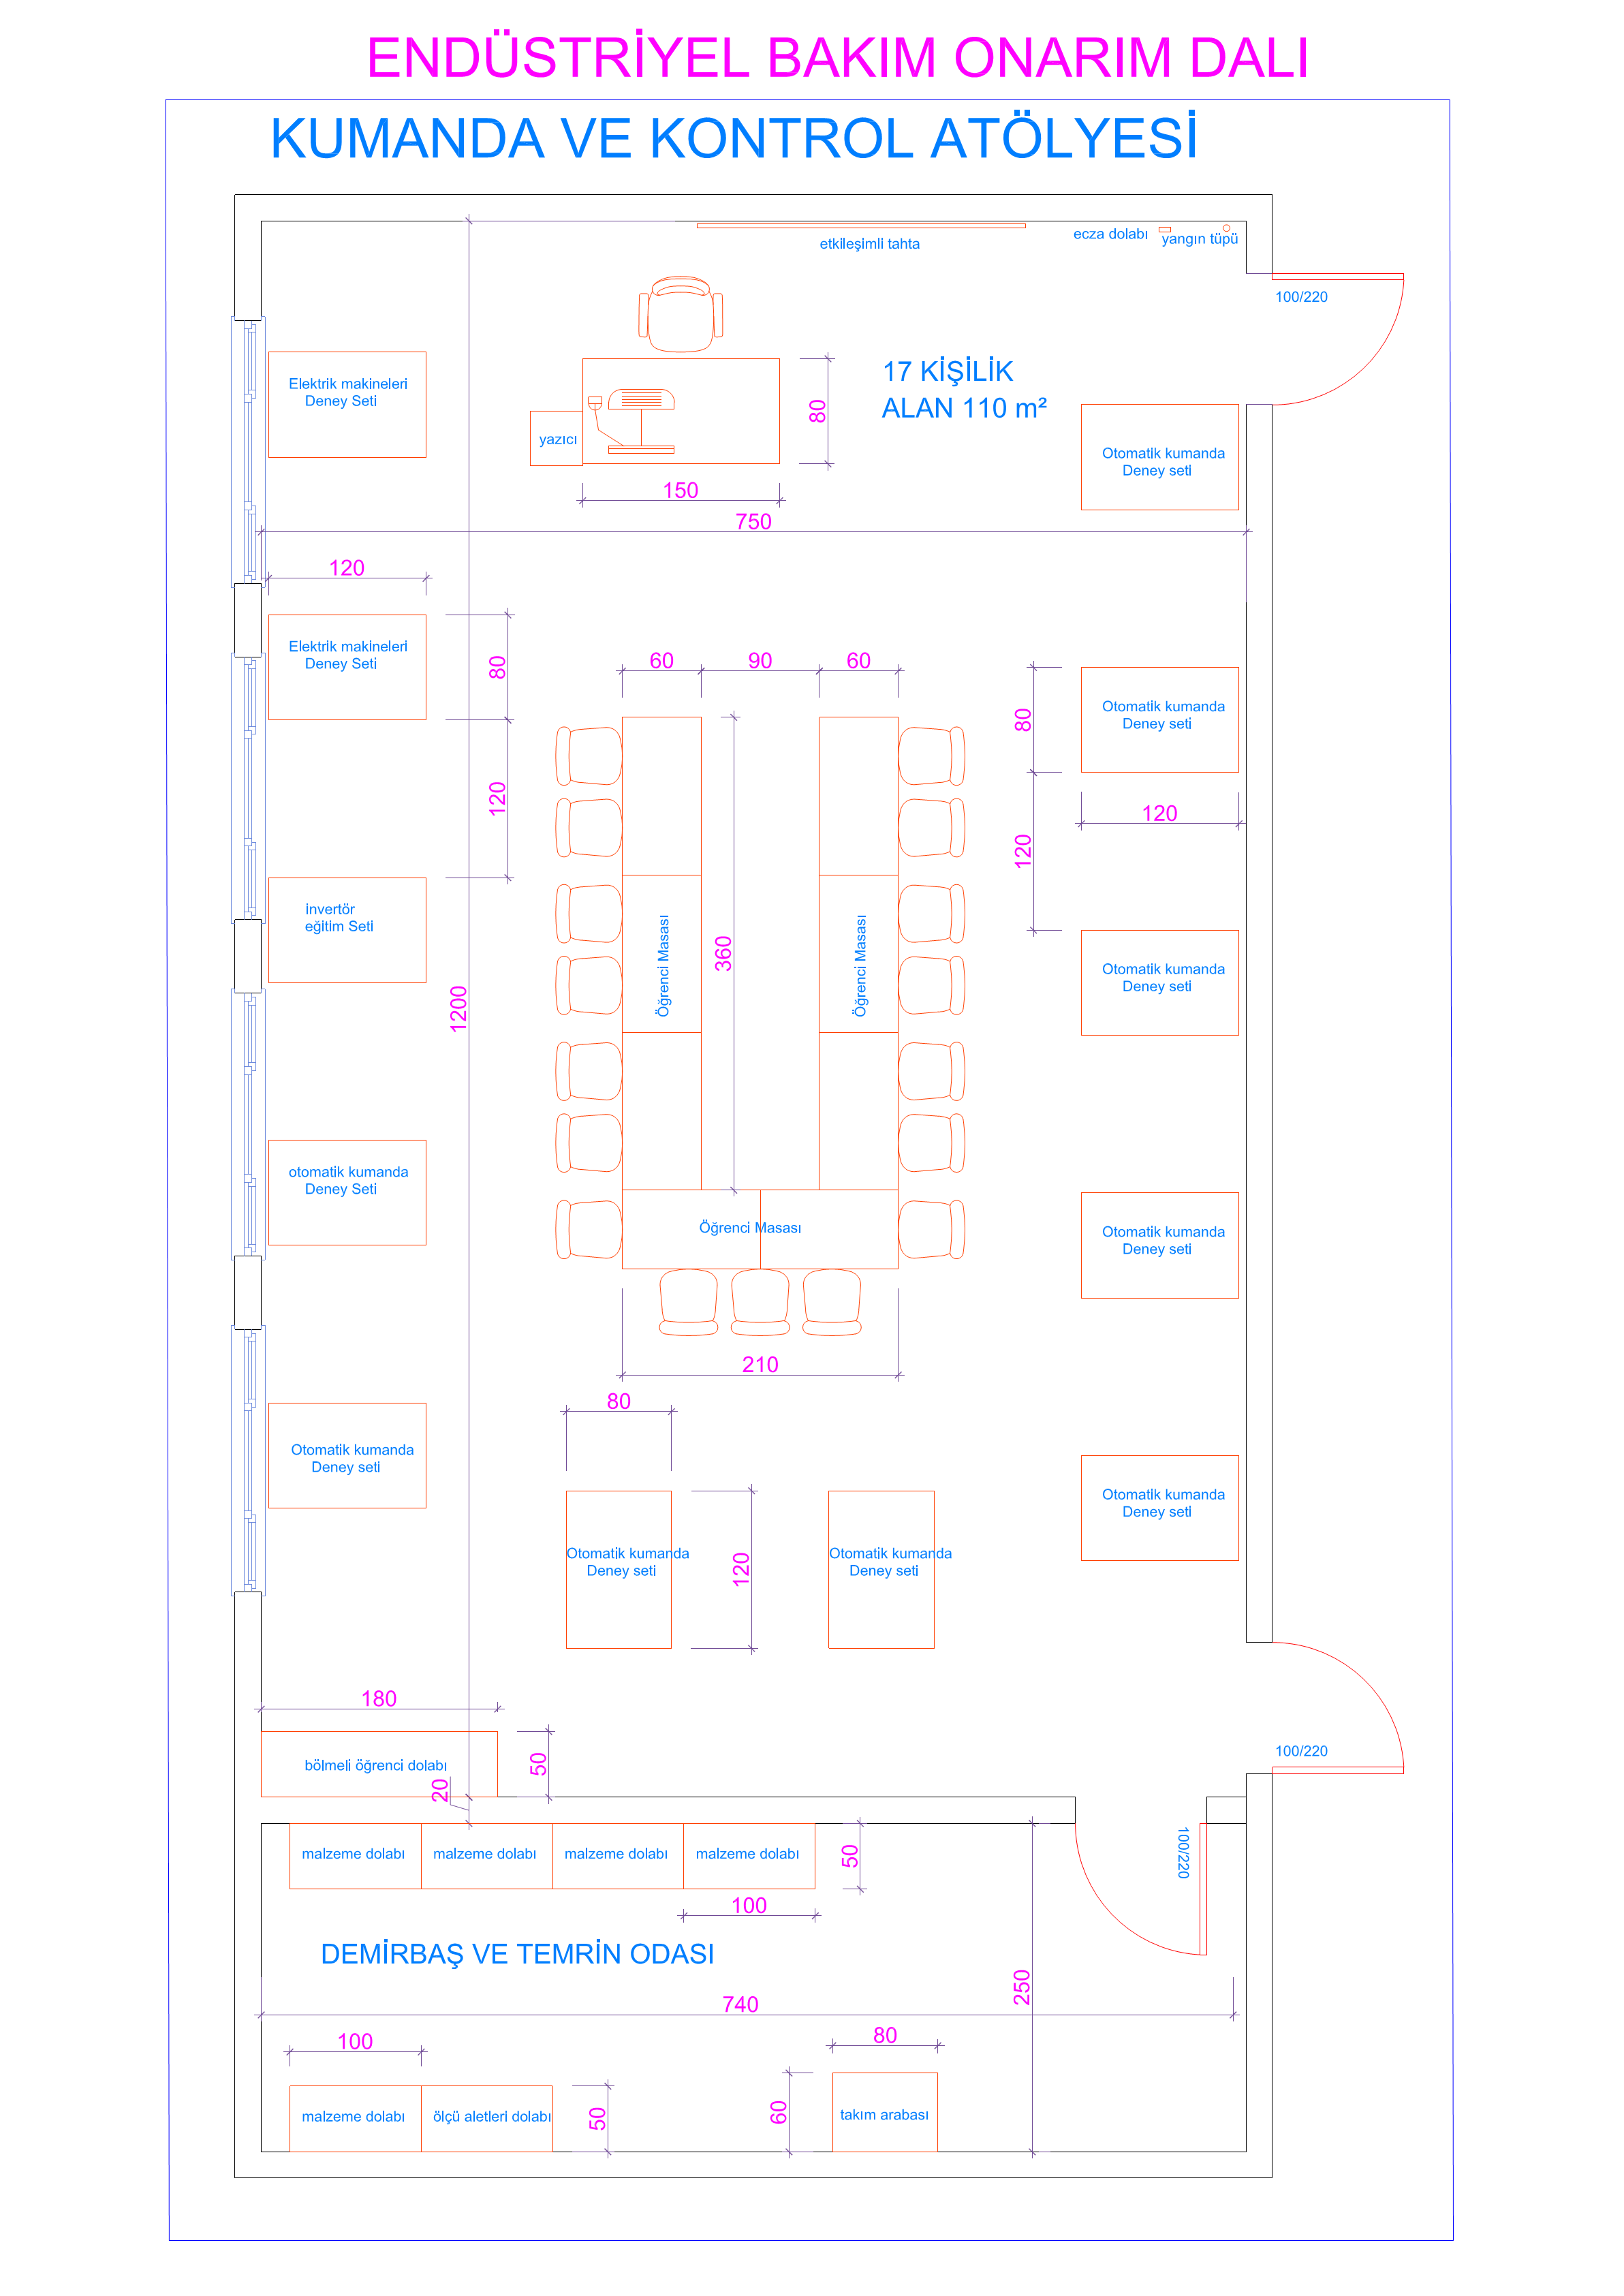 ENDÜSTRİYEL BAKIM ONARIM DALI
KUMANDA VE KONTROL ATÖLYESİ
etkileşimli tahta
ecza dolabı
yangın tüpü
100/220
17 KİŞİLİK
ALAN 110 m²
Elektrik makineleri
Deney Seti
yazıcı
80
Otomatik kumanda
Deney seti
150
750
120
Elektrik makineleri
Deney Seti
80
120
60
90
60
80
Otomatik kumanda
Deney seti
120
120
invertör
eğitim Seti
1200
Öğrenci Masası
360
Öğrenci Masası
Otomatik kumanda
Deney seti
otomatik kumanda
Deney Seti
Öğrenci Masası
Otomatik kumanda
Deney seti
210
80
Otomatik kumanda
Deney seti
Otomatik kumanda
Deney seti
Otomatik kumanda
Deney seti
120
Otomatik kumanda
Deney seti
180
bölmeli öğrenci dolabı
50
20
100/220
malzeme dolabı
malzeme dolabı
malzeme dolabı
malzeme dolabı
50
100/220
100
DEMİRBAŞ VE TEMRİN ODASI
250
740
100
80
malzeme dolabı
ölçü aletleri dolabı
50
60
takım arabası